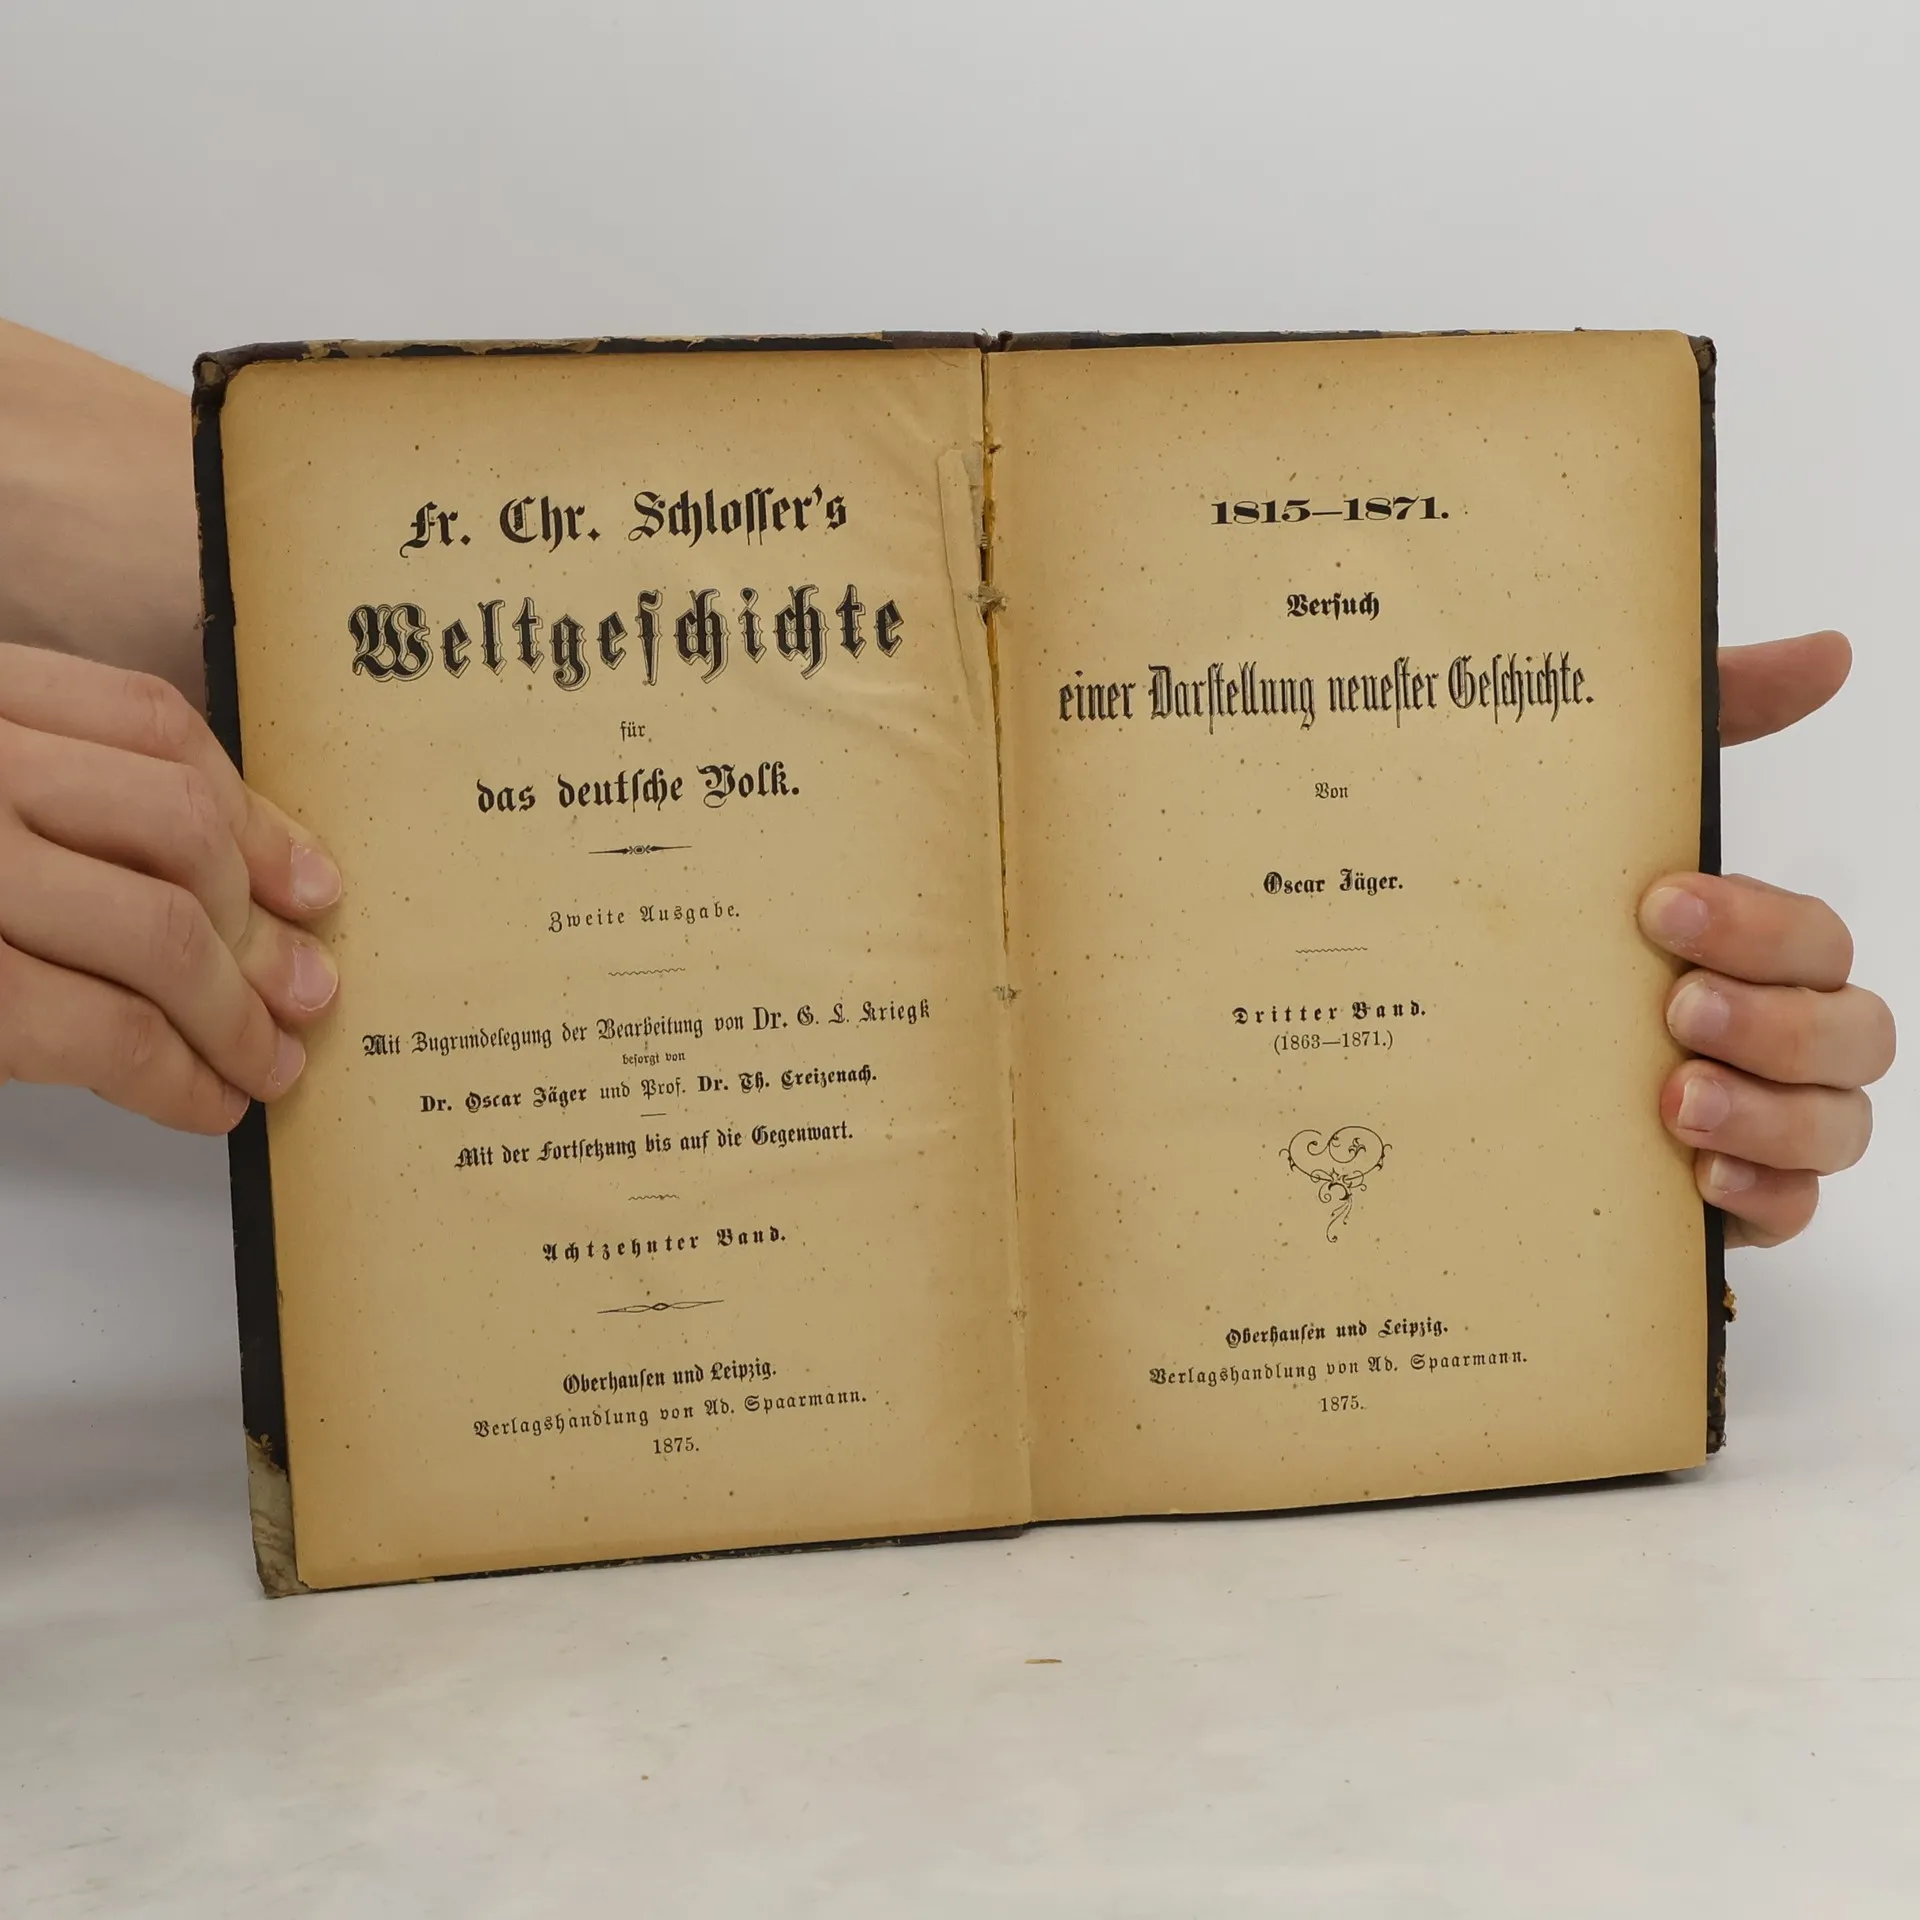 Fr. Chr. Schlosser's
Weltgeschichte
für
das deutsche Volk.
Zweite Ausgabe.
Mit Zugrundelegung der Bearbeitung von Dr. G. L. Kriegk
besorgt von
Dr. Oscar Jäger und Prof. Dr. Th. Creizenach.
Mit der Fortsetzung bis auf die Gegenwart.
Achtzehnter Band.
Oberhausen und Leipzig.
Verlagshandlung von Ad. Spaarmann.
1875.
1815—1871.
Versuch
einer Darstellung neuester Geschichte.
Von
Oscar Jäger.
Dritter Band.
(1863—1871.)
Oberhausen und Leipzig.
Verlagshandlung von Ad. Spaarmann.
1875.